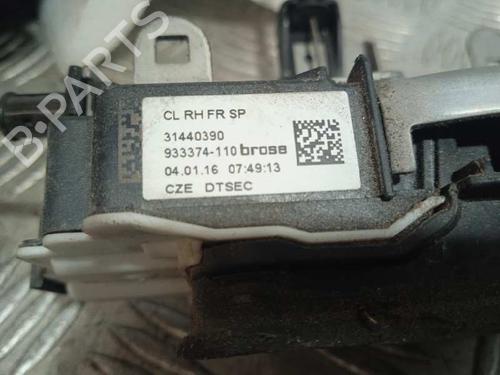 B-PARTS
CL RH FR SP
31440390
933374-110 brose
04.01.16 07:49:13
CZE DTSEC